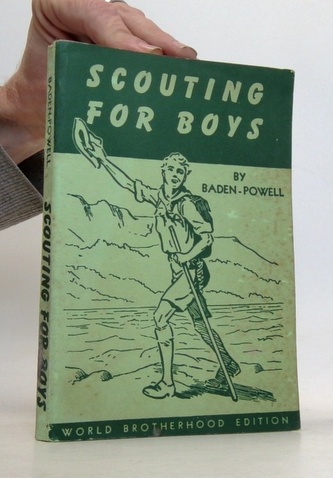 SCOUTING
FOR BOYS
BY
BADEN-POWELL
WORLD BROTHERHOOD EDITION
BADEN-POWELL
SCOUTING FOR BOYS